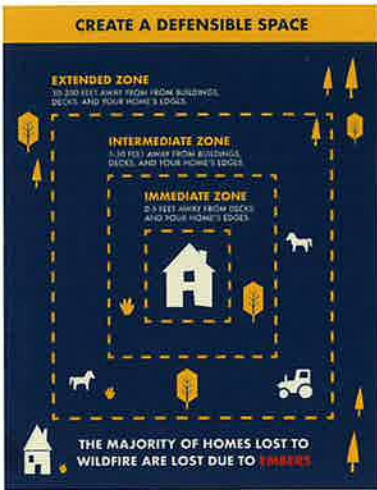 CREATE A DEFENSIBLE SPACE
EXTENDED ZONE
30-200 FEET AWAY FROM FROM BUILDINGS,
DECKS, AND YOUR HOME'S EDGES
INTERMEDIATE ZONE
5-30 FEET AWAY FROM BUILDINGS,
DECKS, AND YOUR HOME'S EDGES
IMMEDIATE ZONE
0-5 FEET AWAY FROM DECKS
AND YOUR HOME'S EDGES
THE MAJORITY OF HOMES LOST TO
WILDFIRE ARE LOST DUE TO EMBERS